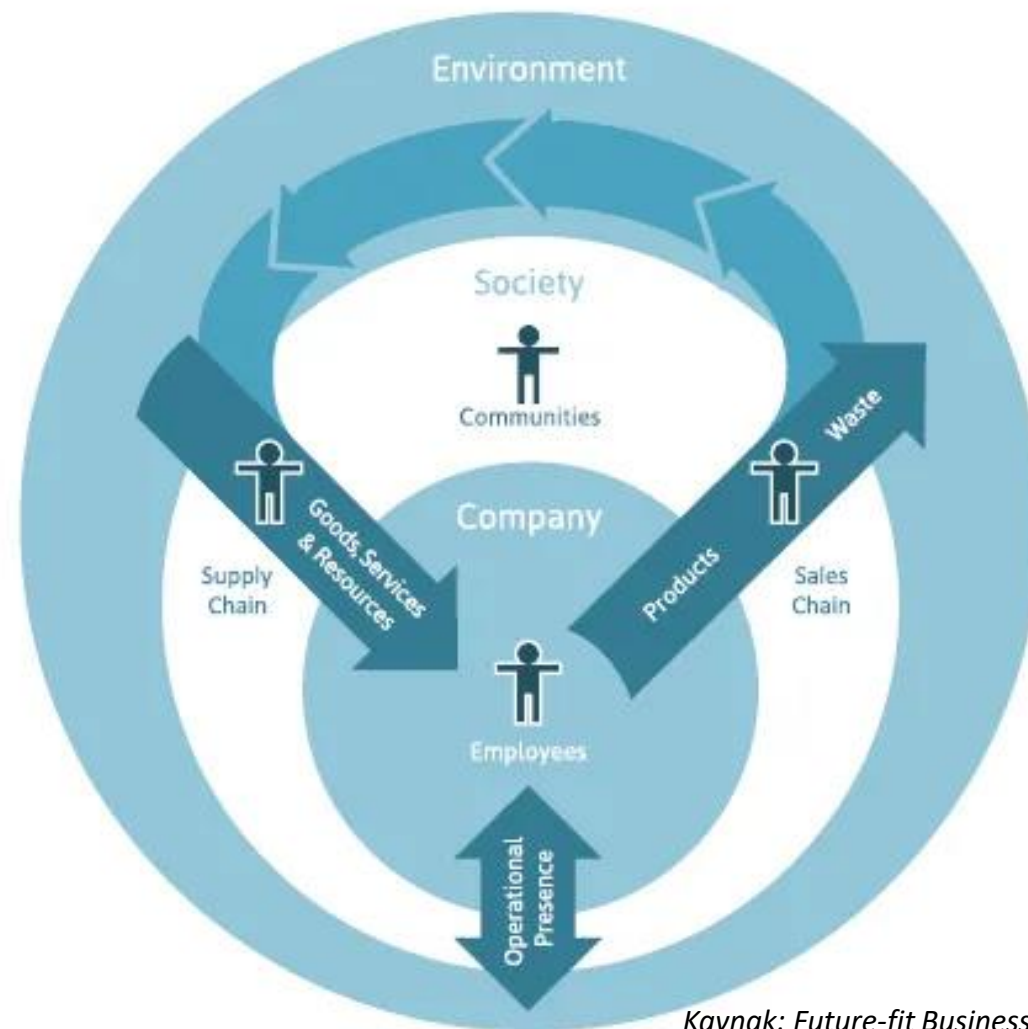 Environment
Society
Communities
Waste
Goods, Services
& Resources
Company
Products
Supply
Chain
Sales
Chain
Employees
Operational
Presence
Kaynak: Future-fit Business